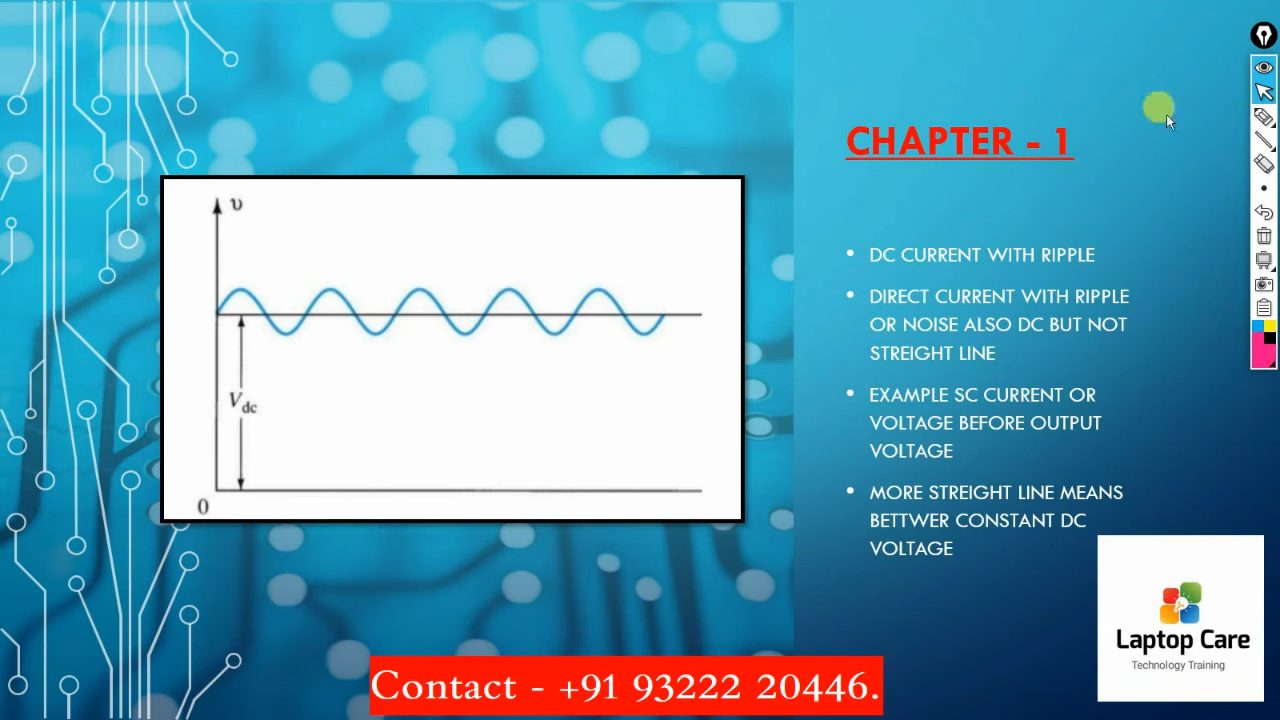 υ
Vdc
0
CHAPTER - 1
• DC CURRENT WITH RIPPLE
• DIRECT CURRENT WITH RIPPLE
OR NOISE ALSO DC BUT NOT
STREIGHT LINE
• EXAMPLE SC CURRENT OR
VOLTAGE BEFORE OUTPUT
VOLTAGE
• MORE STREIGHT LINE MEANS
BETTWER CONSTANT DC
VOLTAGE
Laptop Care
Technology Training
Contact - +91 93222 20446.